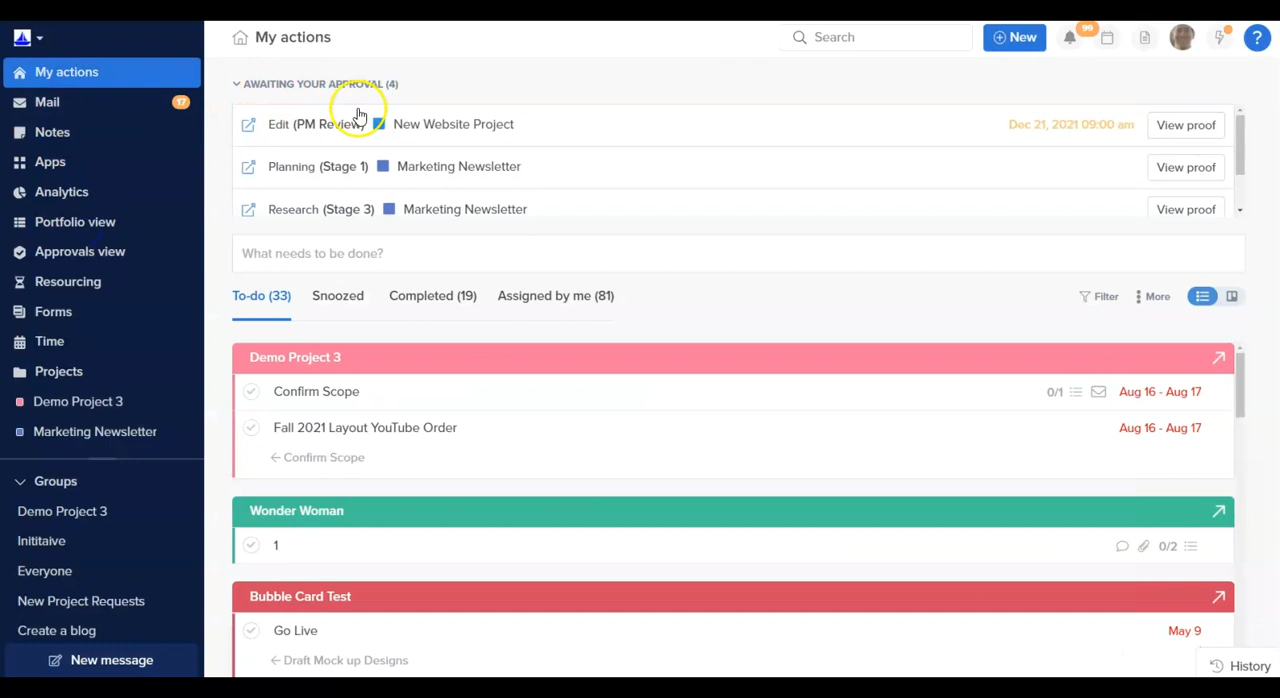 My actions
Search
New
99
?
My actions
Mail
17
Notes
Apps
Analytics
Portfolio view
Approvals view
Resourcing
Forms
Time
Projects
Demo Project 3
Marketing Newsletter
Groups
Demo Project 3
Inititaive
Everyone
New Project Requests
Create a blog
New message
AWAITING YOUR APPROVAL (4)
Edit (PM Review) New Website Project Dec 21, 2021 09:00 am View proof
Planning (Stage 1) Marketing Newsletter View proof
Research (Stage 3) Marketing Newsletter View proof
What needs to be done?
To-do (33) Snoozed Completed (19) Assigned by me (81) Filter More
Demo Project 3
Confirm Scope 0/1 Aug 16 - Aug 17
Fall 2021 Layout YouTube Order Aug 16 - Aug 17
Confirm Scope
Wonder Woman
1 0/2
Bubble Card Test
Go Live May 9
Draft Mock up Designs
History